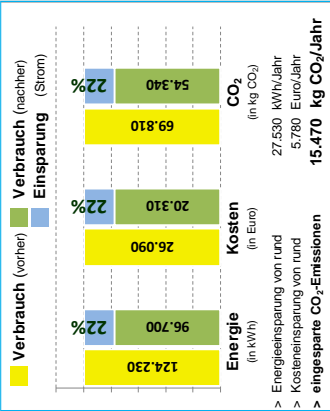 Verbrauch (vorher)
Verbrauch (nachher)
Einsparung (Strom)
22%
22%
22%
124.230
96.700
26.090
20.310
69.810
54.340
Energie
Kosten
CO₂
(in kWh)
(in Euro)
(in kg CO₂)
> Energieeinsparung von rund 27.530 kWh/Jahr
> Kosteneinsparung von rund 5.780 Euro/Jahr
> eingesparte CO₂-Emissionen 15.470 kg CO₂/Jahr